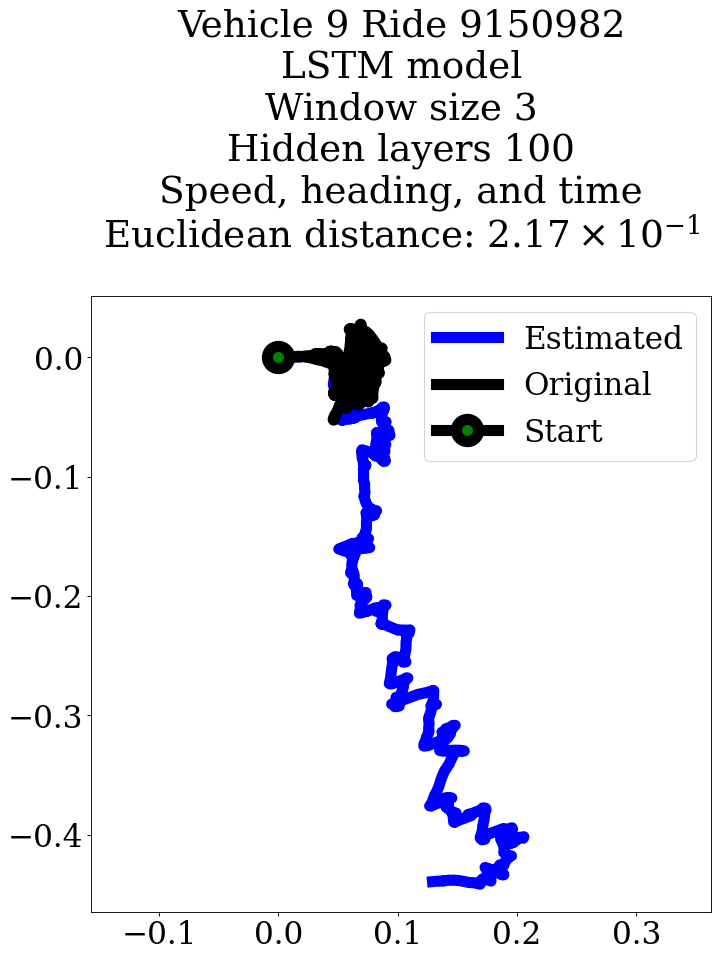 Vehicle 9 Ride 9150982
LSTM model
Window size 3
Hidden layers 100
Speed, heading, and time
Euclidean distance: 2.17 × 10⁻¹
Estimated
Original
Start
0.0
−0.1
−0.2
−0.3
−0.4
−0.1 0.0 0.1 0.2 0.3